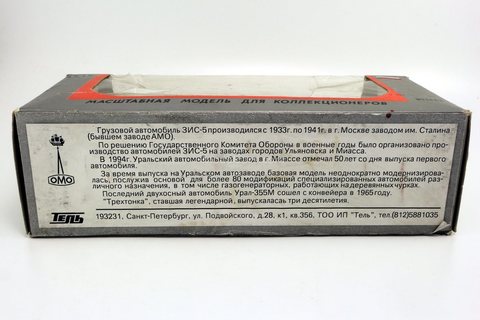 МАСШТАБНАЯ МОДЕЛЬ ДЛЯ КОЛЛЕКЦИОНЕРОВ
Грузовой автомобиль ЗИС-5 производился с 1933г. по 1941г. в г. Москве заводом им. Сталина
(бывшем заводе АМО).
По решению Государственного Комитета Обороны в военные годы было организовано про-
изводство автомобилей ЗИС-5 на заводах городов Ульяновска и Миасса.
В 1994г. Уральский автомобильный завод в г. Миассе отмечал 50 лет со дня выпуска первого
автомобиля.
За время выпуска на Уральском автозаводе базовая модель неоднократно модернизирова-
лась, послужив основой для более 80 модификаций специализированных автомобилей раз-
личного назначения, в том числе газогенераторных, работающих на деревянных чурках.
Последний двухосный автомобиль Урал-355М сошел с конвейера в 1965 году.
"Трехтонка", ставшая легендарной, выпускалась три десятилетия.
ОМО
Тель
193231, Санкт-Петербург, ул. Подвойского, д.28, к1, кв.356, ТОО ИП "Тель", тел.(812)5881035